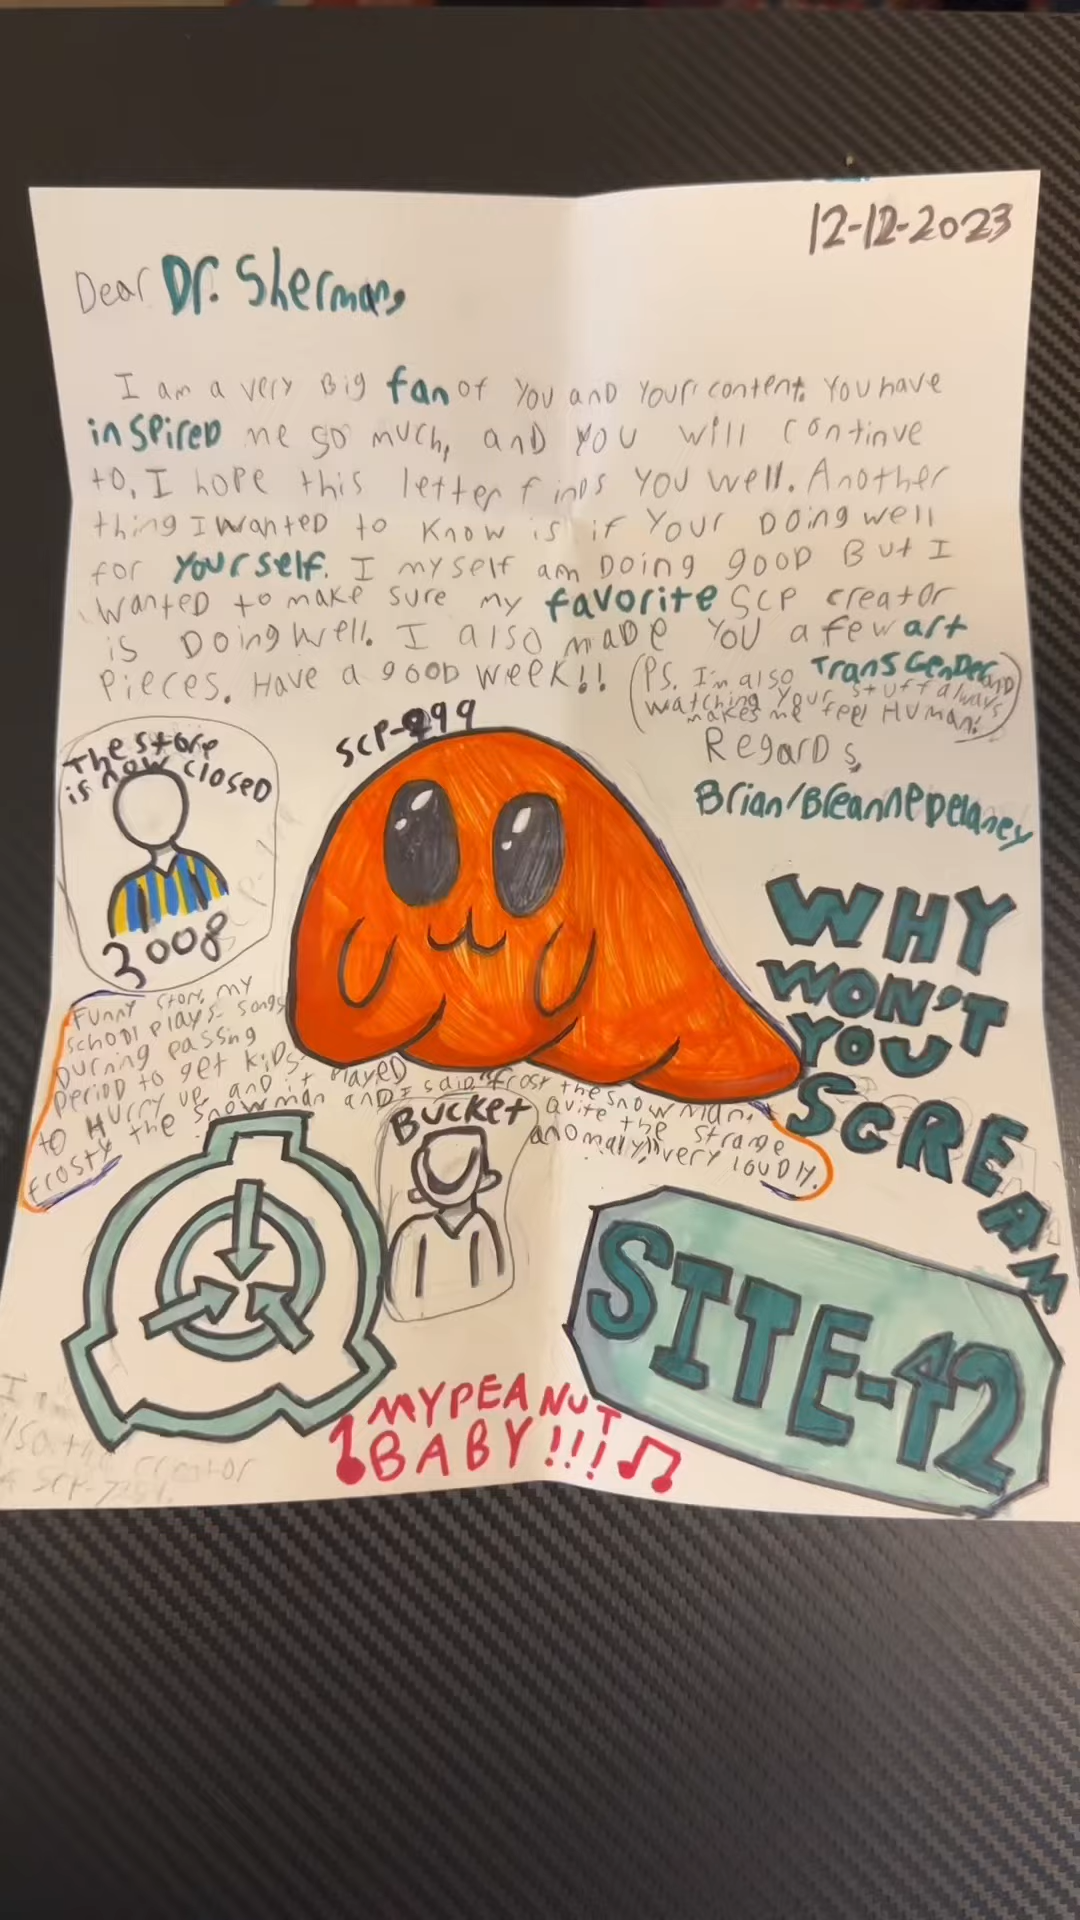 12-12-2023
Dear Dr. Sherman,
I am a very Big fan of you and your content. You have
inspired me so much, and you will continue
to. I hope this letter finds you well. Another
thing I wanted to know is if your Doing well
for yourself. I myself am Doing good But I
wanted to make sure my favorite SCP creator
is Doing well. I also made you a few art
Pieces. Have a good week!!
(PS. I'm also TransGender and
watching your stuff always
makes me feel Human!)
Regards,
Brian/Breanne Delaney
The store
is now closed
3008
SCP-999
WHY
WON'T
YOU
SCREAM
Funny story, my
school plays songs
During passing
period to get kids
to Hurry up, and it played
frosty the snowman and I said "frost the snow man.
Quite the strange
anomaly" very loudly.
Bucket
SITE-42
MY PEANUT
BABY!!!